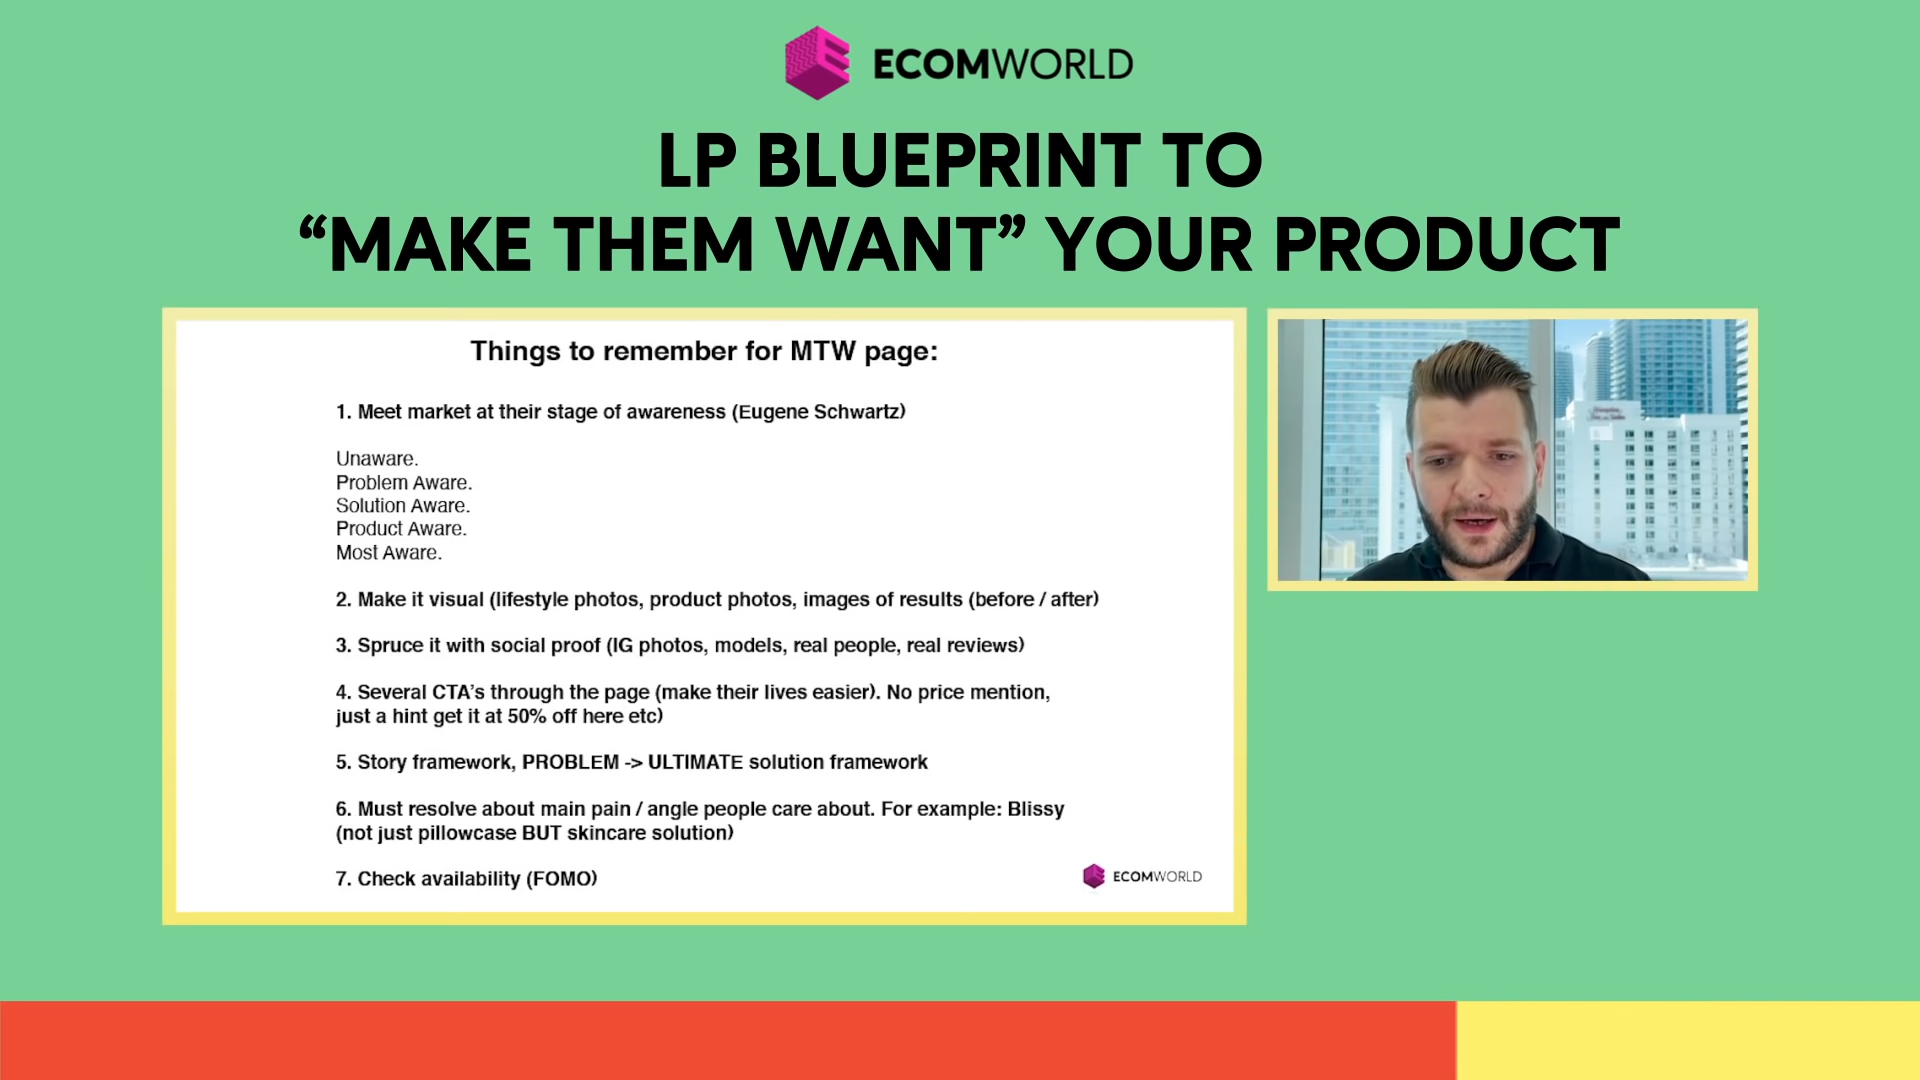 ECOMWORLD
LP BLUEPRINT TO
“MAKE THEM WANT” YOUR PRODUCT
Things to remember for MTW page:
1. Meet market at their stage of awareness (Eugene Schwartz)
Unaware.
Problem Aware.
Solution Aware.
Product Aware.
Most Aware.
2. Make it visual (lifestyle photos, product photos, images of results (before / after)
3. Spruce it with social proof (IG photos, models, real people, real reviews)
4. Several CTA’s through the page (make their lives easier). No price mention,
just a hint get it at 50% off here etc)
5. Story framework, PROBLEM -> ULTIMATE solution framework
6. Must resolve about main pain / angle people care about. For example: Blissy
(not just pillowcase BUT skincare solution)
7. Check availability (FOMO)
ECOMWORLD